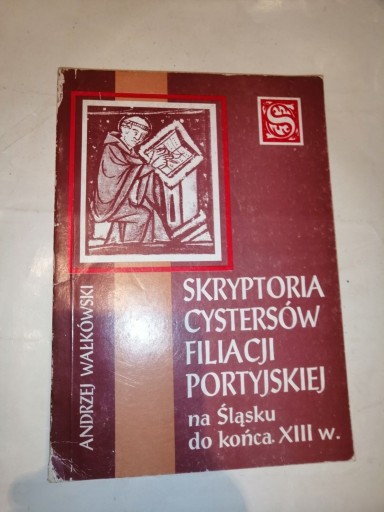 S
ANDRZEJ WAŁKÓWSKI
SKRYPTORIA
CYSTERSÓW
FILIACJI
PORTYJSKIEJ
na Śląsku
do końca XIII w.